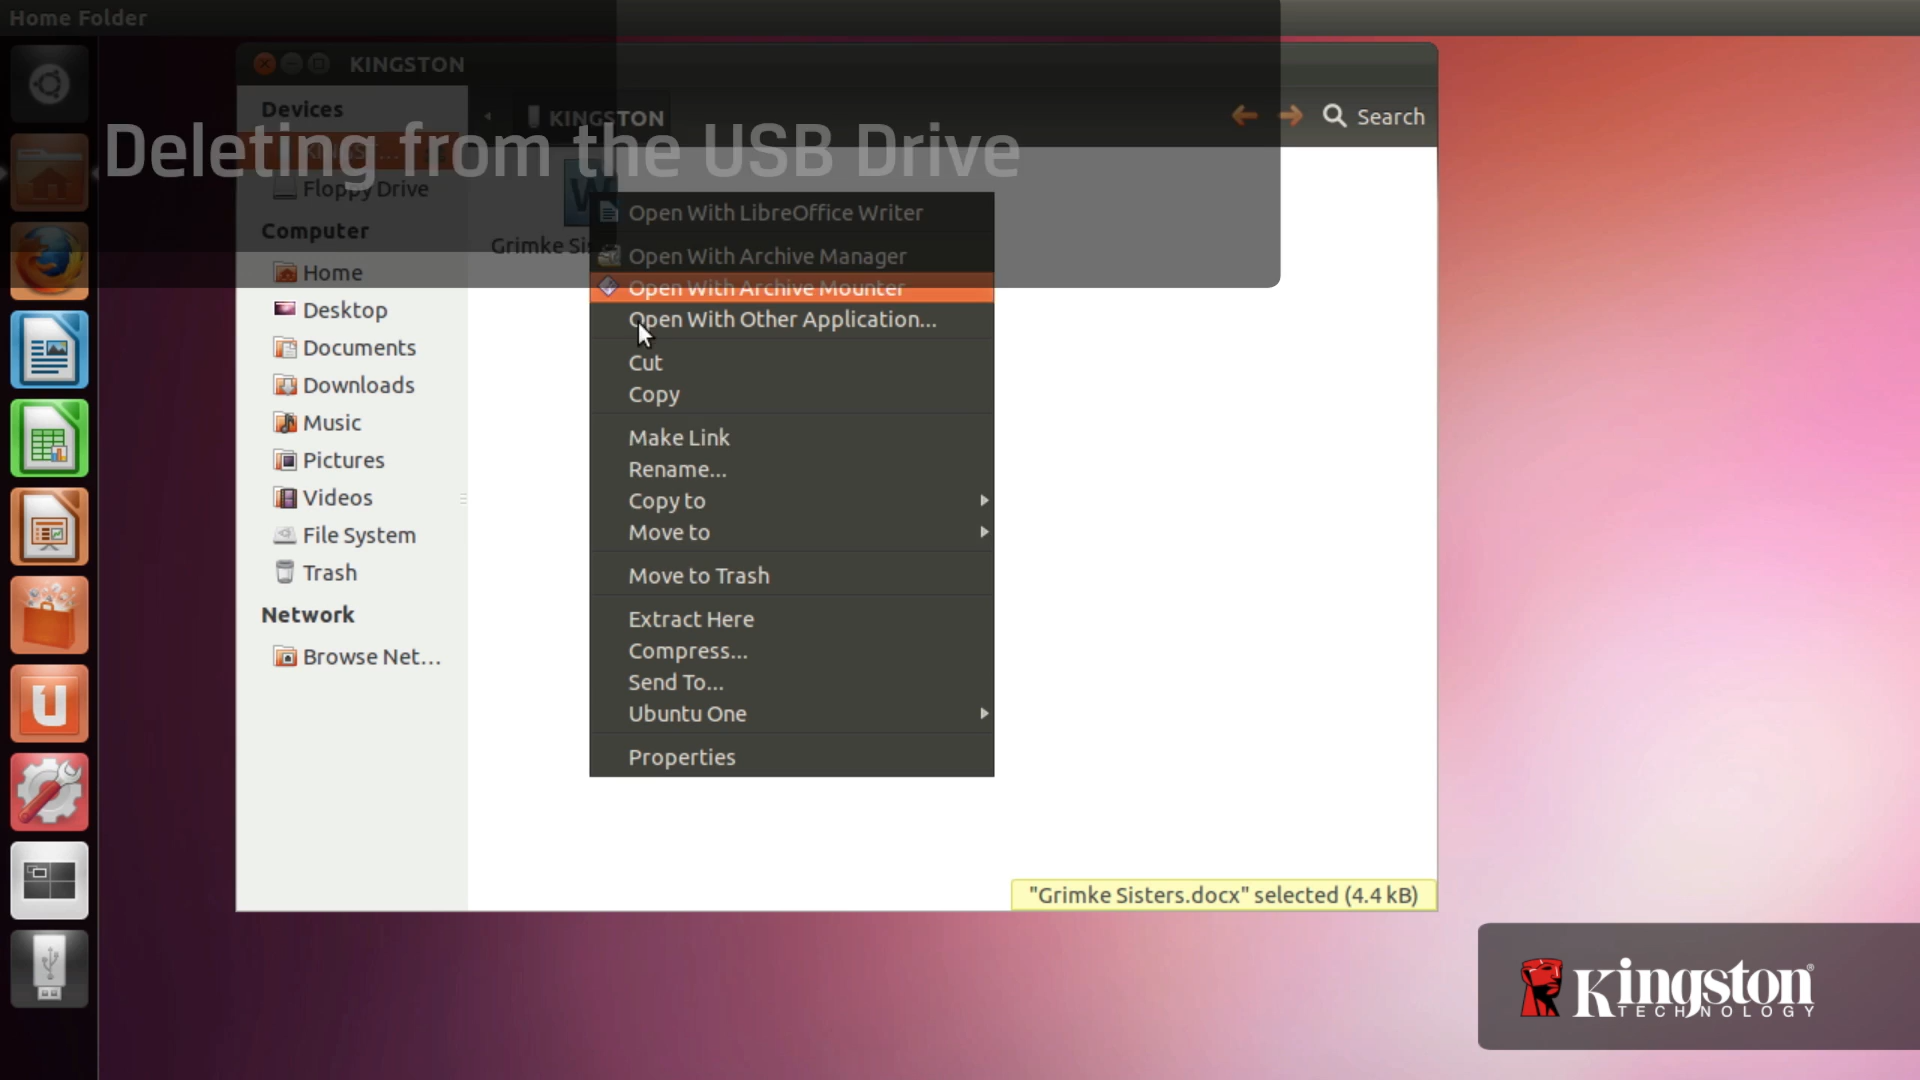 Home Folder
KINGSTON
Devices
KINGSTON
Search
Deleting from the USB Drive
Floppy Drive
Computer
Grimke Sis
Home
Desktop
Documents
Downloads
Music
Pictures
Videos
File System
Trash
Network
Browse Net...
Open With LibreOffice Writer
Open With Archive Manager
Open With Archive Mounter
Open With Other Application...
Cut
Copy
Make Link
Rename...
Copy to
Move to
Move to Trash
Extract Here
Compress...
Send To...
Ubuntu One
Properties
"Grimke Sisters.docx" selected (4.4 kB)
Kingston®
TECHNOLOGY